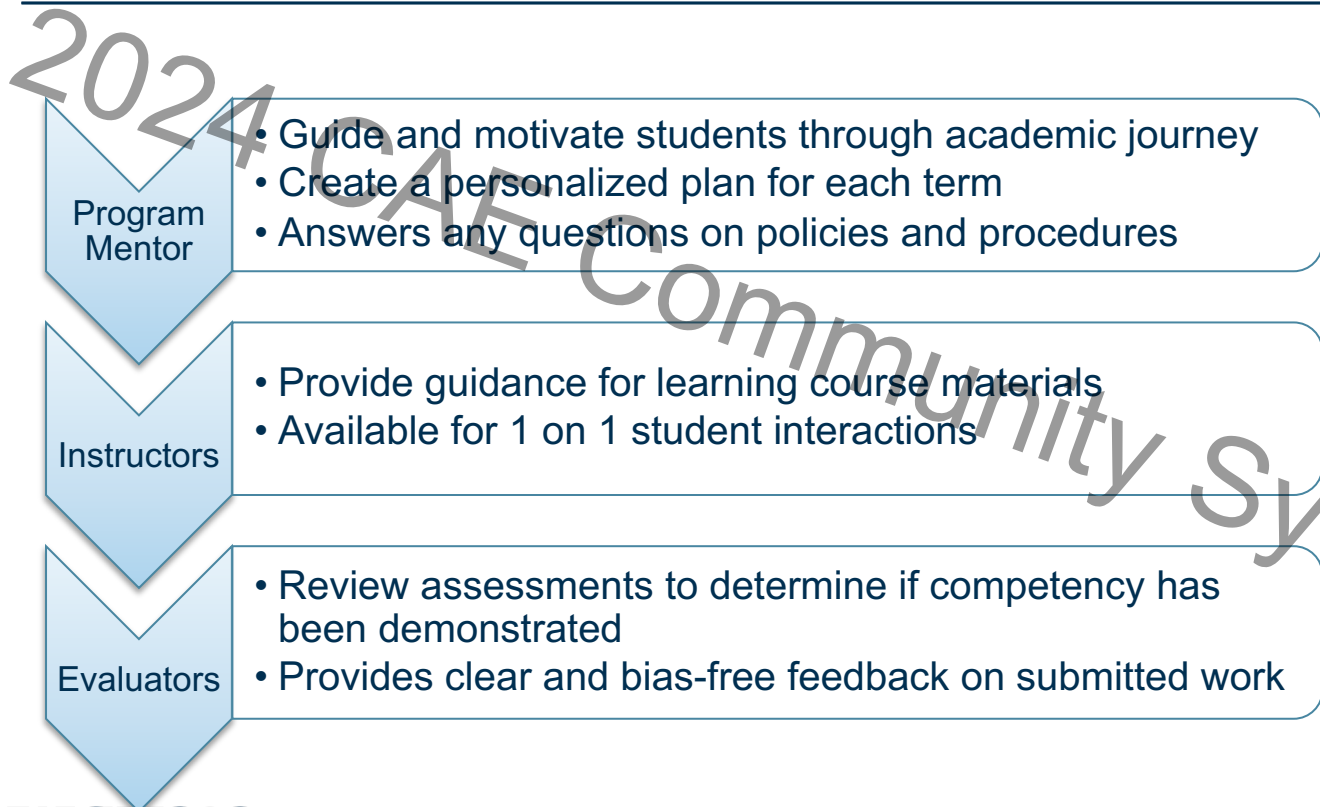 2024 CAE Community Sy
Program
Mentor
• Guide and motivate students through academic journey
• Create a personalized plan for each term
• Answers any questions on policies and procedures
Instructors
• Provide guidance for learning course materials
• Available for 1 on 1 student interactions
Evaluators
• Review assessments to determine if competency has
been demonstrated
• Provides clear and bias-free feedback on submitted work